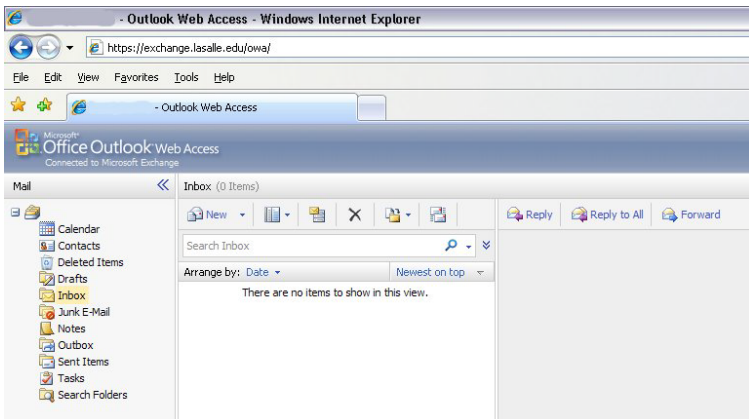 - Outlook Web Access - Windows Internet Explorer
https://exchange.lasalle.edu/owa/
File Edit View Favorites Tools Help
- Outlook Web Access
Microsoft®
Office Outlook Web Access
Connected to Microsoft Exchange
Mail
Inbox (0 Items)
New
Reply Reply to All Forward
Search Inbox
Arrange by: Date Newest on top
There are no items to show in this view.
Calendar
Contacts
Deleted Items
Drafts
Inbox
Junk E-Mail
Notes
Outbox
Sent Items
Tasks
Search Folders